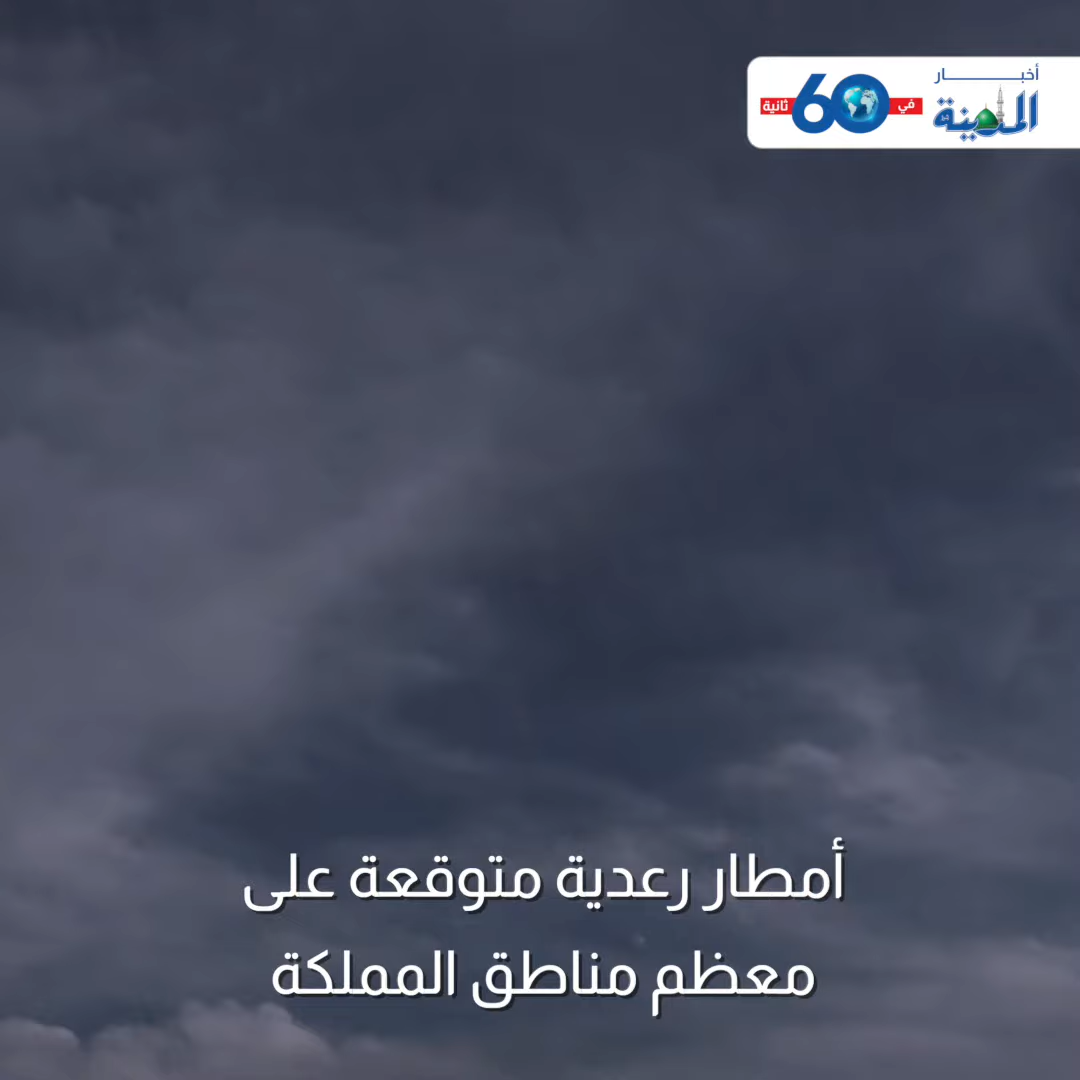 أخبار
المدينة
في 60 ثانية
أمطار رعدية متوقعة على
معظم مناطق المملكة